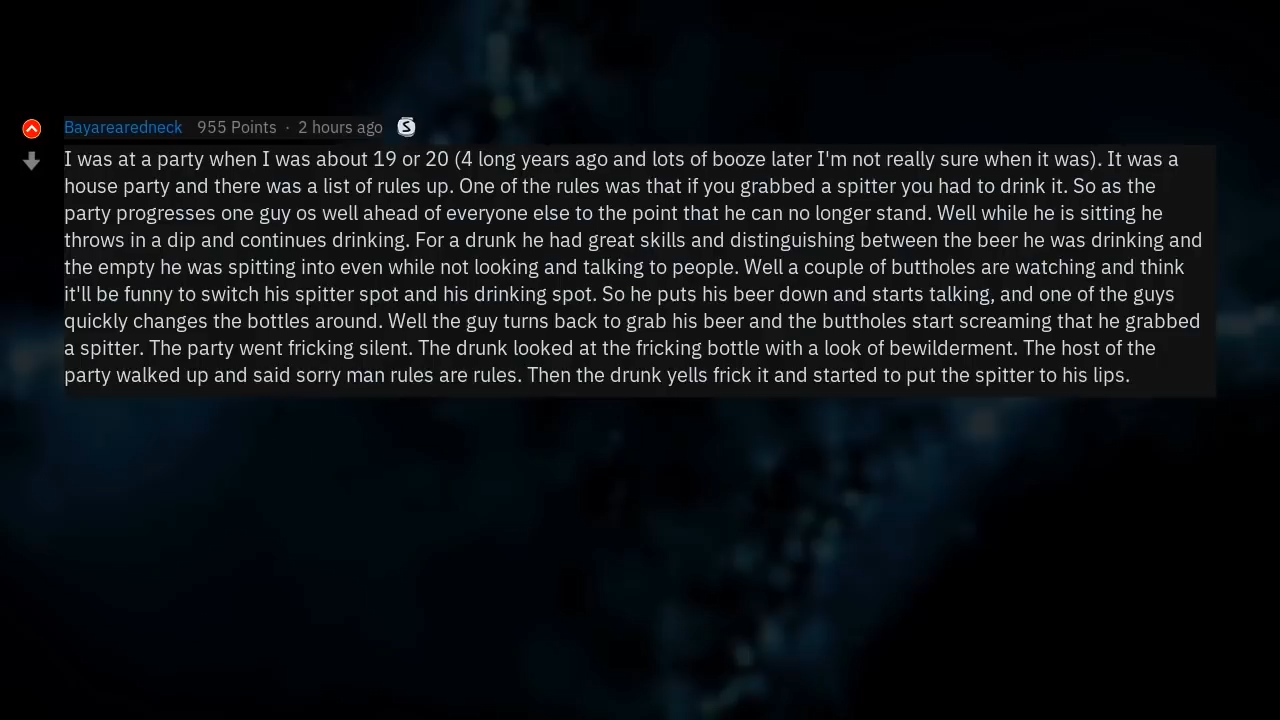 Bayarearedneck 955 Points · 2 hours ago S
I was at a party when I was about 19 or 20 (4 long years ago and lots of booze later I'm not really sure when it was). It was a
house party and there was a list of rules up. One of the rules was that if you grabbed a spitter you had to drink it. So as the
party progresses one guy os well ahead of everyone else to the point that he can no longer stand. Well while he is sitting he
throws in a dip and continues drinking. For a drunk he had great skills and distinguishing between the beer he was drinking and
the empty he was spitting into even while not looking and talking to people. Well a couple of buttholes are watching and think
it'll be funny to switch his spitter spot and his drinking spot. So he puts his beer down and starts talking, and one of the guys
quickly changes the bottles around. Well the guy turns back to grab his beer and the buttholes start screaming that he grabbed
a spitter. The party went fricking silent. The drunk looked at the fricking bottle with a look of bewilderment. The host of the
party walked up and said sorry man rules are rules. Then the drunk yells frick it and started to put the spitter to his lips.